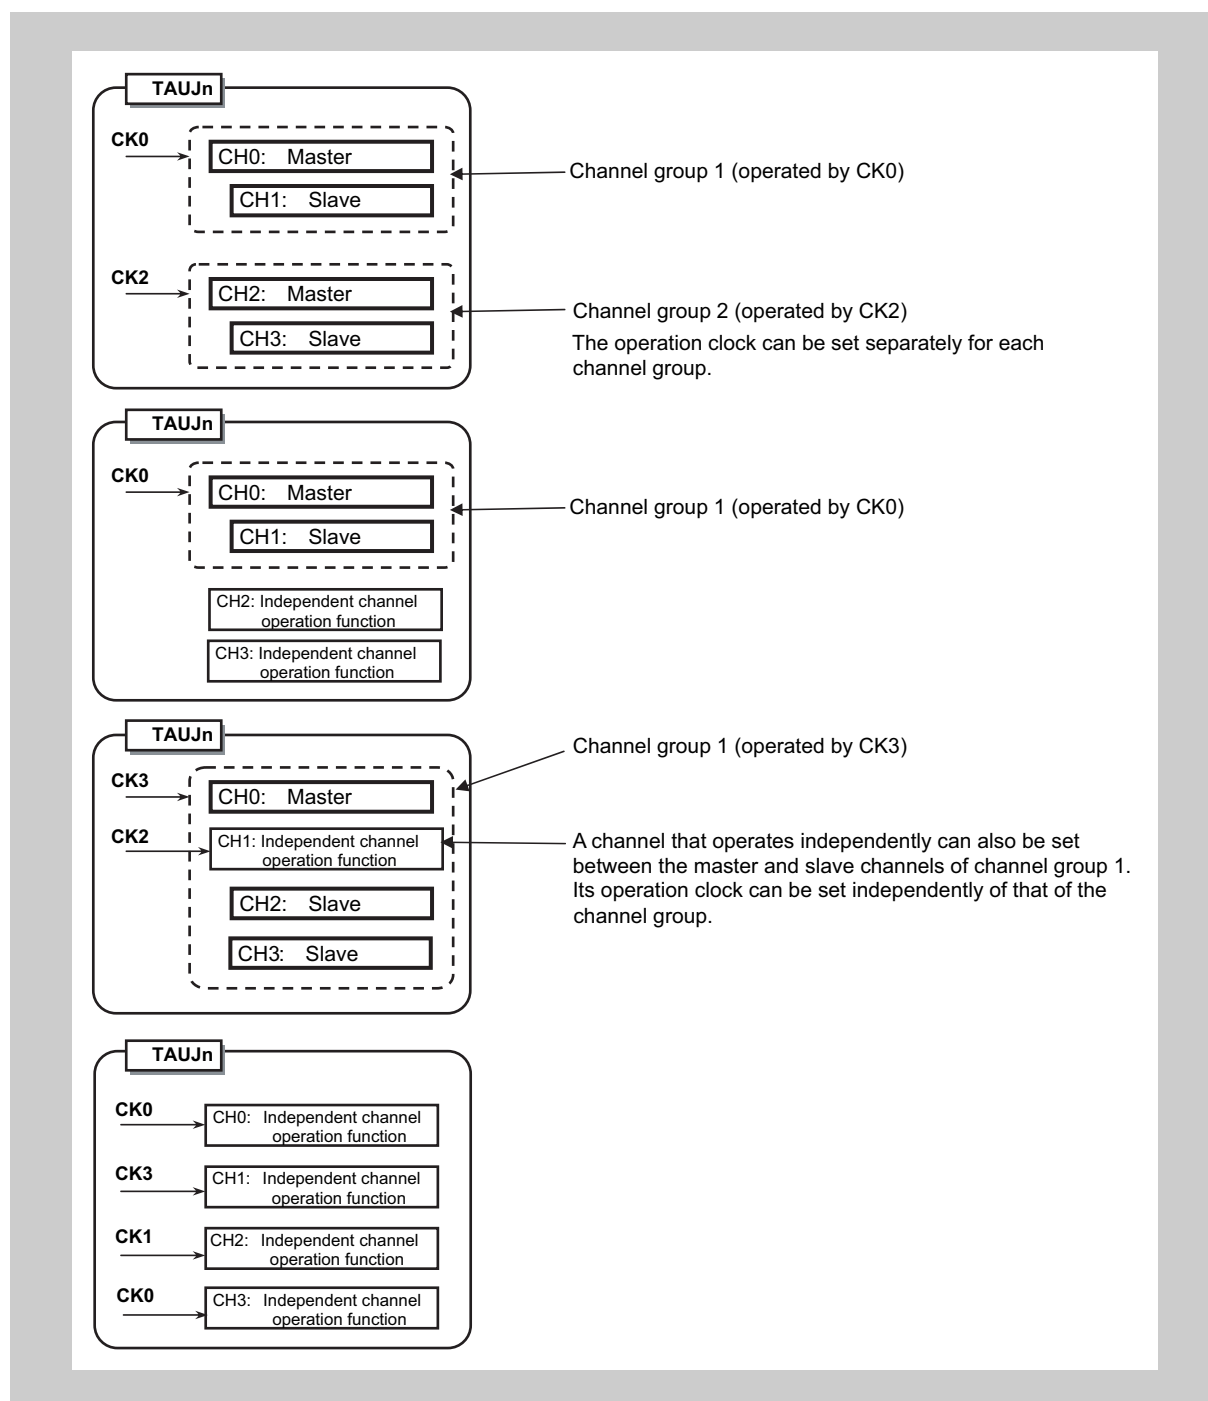 TAUJn
CK0
CH0: Master
Channel group 1 (operated by CK0)
CH1: Slave
CK2
CH2: Master
Channel group 2 (operated by CK2)
CH3: Slave
The operation clock can be set separately for each
channel group.
TAUJn
CK0
CH0: Master
Channel group 1 (operated by CK0)
CH1: Slave
CH2: Independent channel
operation function
CH3: Independent channel
operation function
TAUJn
Channel group 1 (operated by CK3)
CK3
CH0: Master
CK2
CH1: Independent channel
operation function
A channel that operates independently can also be set
between the master and slave channels of channel group 1.
Its operation clock can be set independently of that of the
channel group.
CH2: Slave
CH3: Slave
TAUJn
CK0
CH0: Independent channel
operation function
CK3
CH1: Independent channel
operation function
CK1
CH2: Independent channel
operation function
CK0
CH3: Independent channel
operation function